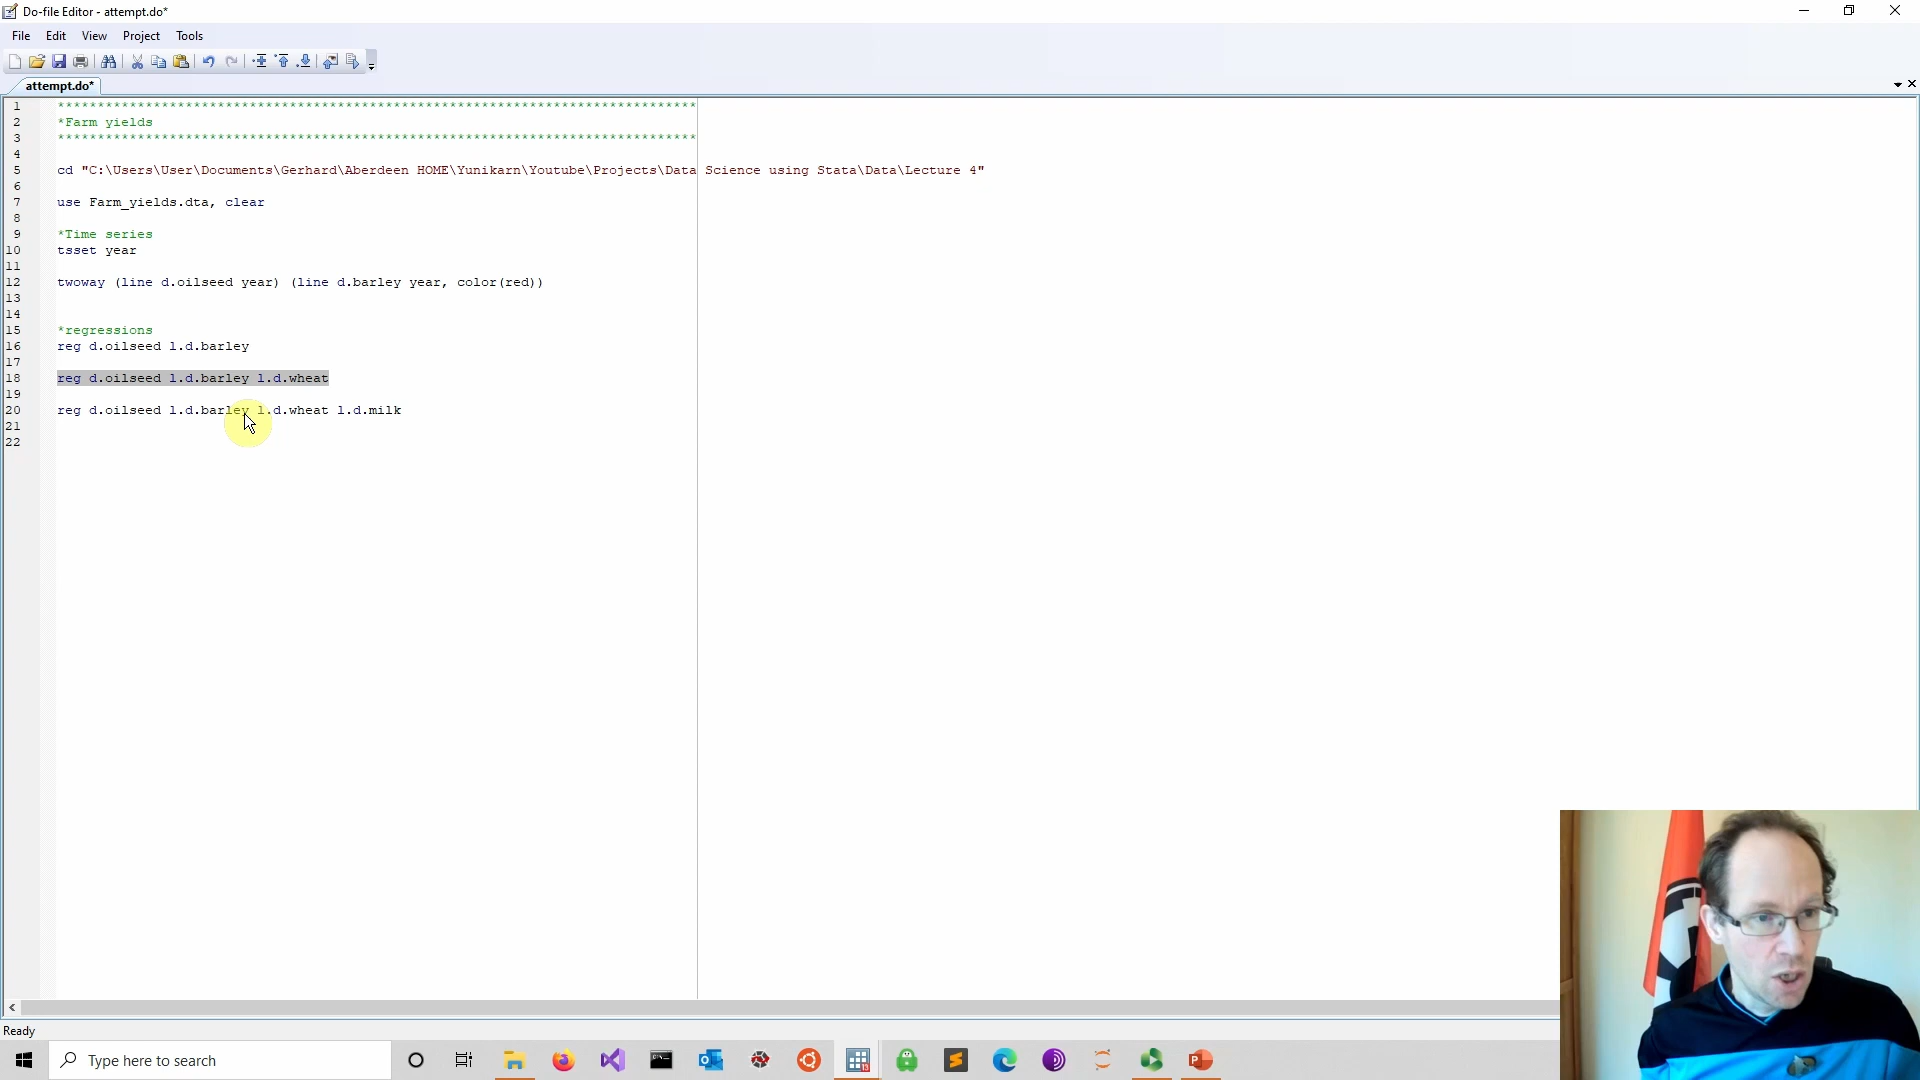 Do-file Editor - attempt.do*
File Edit View Project Tools
attempt.do*
1 ********************************************************************************
2 *Farm yields
3 ********************************************************************************
4
5 cd "C:\Users\User\Documents\Gerhard\Aberdeen HOME\Yunikarn\Youtube\Projects\Data Science using Stata\Data\Lecture 4"
6
7 use Farm_yields.dta, clear
8
9 *Time series
10 tsset year
11
12 twoway (line d.oilseed year) (line d.barley year, color(red))
13
14
15 *regressions
16 reg d.oilseed l.d.barley
17
18 reg d.oilseed l.d.barley l.d.wheat
19
20 reg d.oilseed l.d.barley l.d.wheat l.d.milk
21
22
Ready
Type here to search